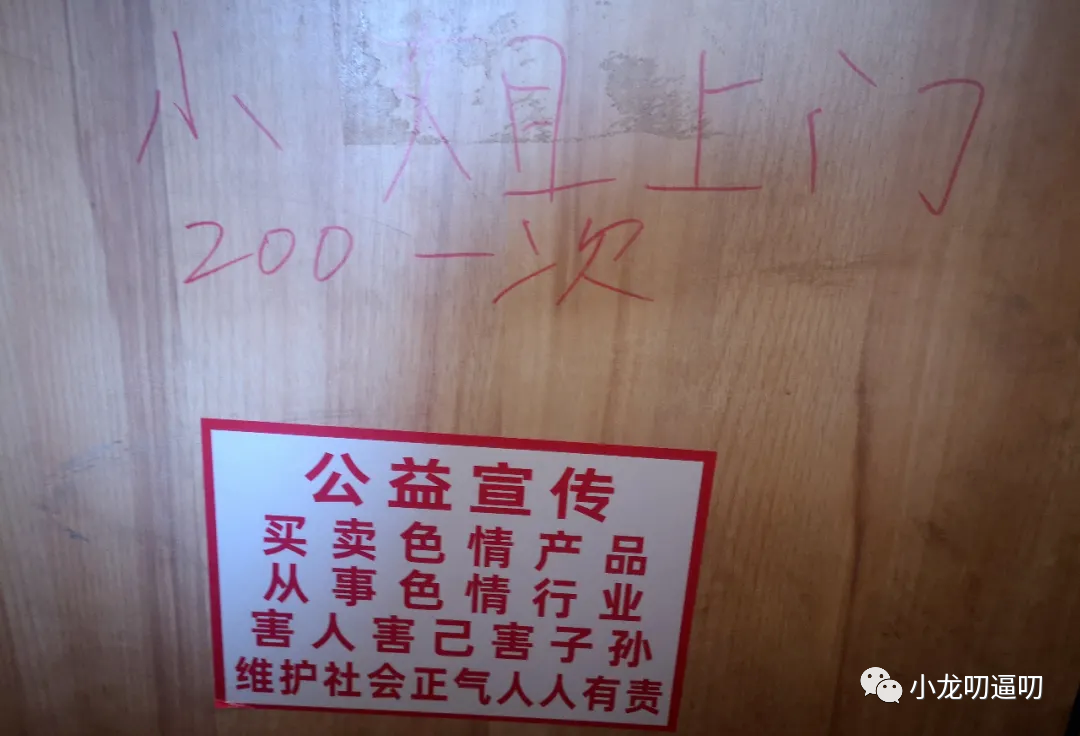 小姐上门
200一次
公益宣传
买卖色情产品
从事色情行业
害人害己害子孙
维护社会正气人人有责
小龙叨逼叨